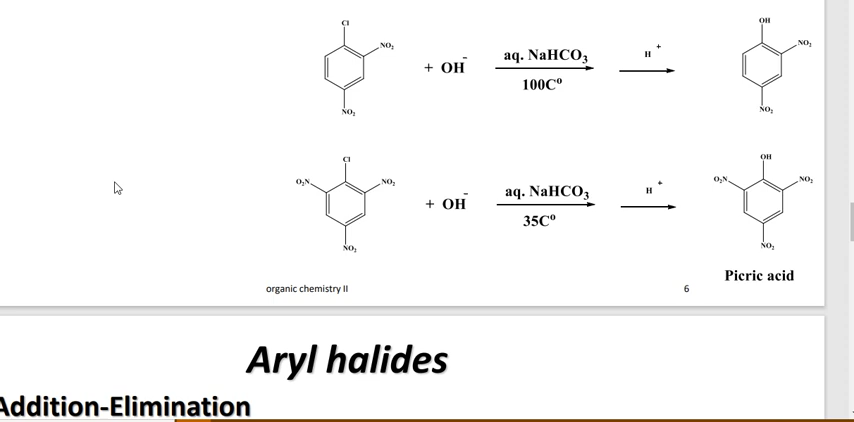 Cl
NO2
+ OH-
aq. NaHCO3
100C°
H+
NO2
OH
NO2
NO2
Cl
O2N
NO2
+ OH-
aq. NaHCO3
35C°
H+
NO2
OH
O2N
NO2
NO2
Picric acid
organic chemistry II
6
Aryl halides
Addition-Elimination